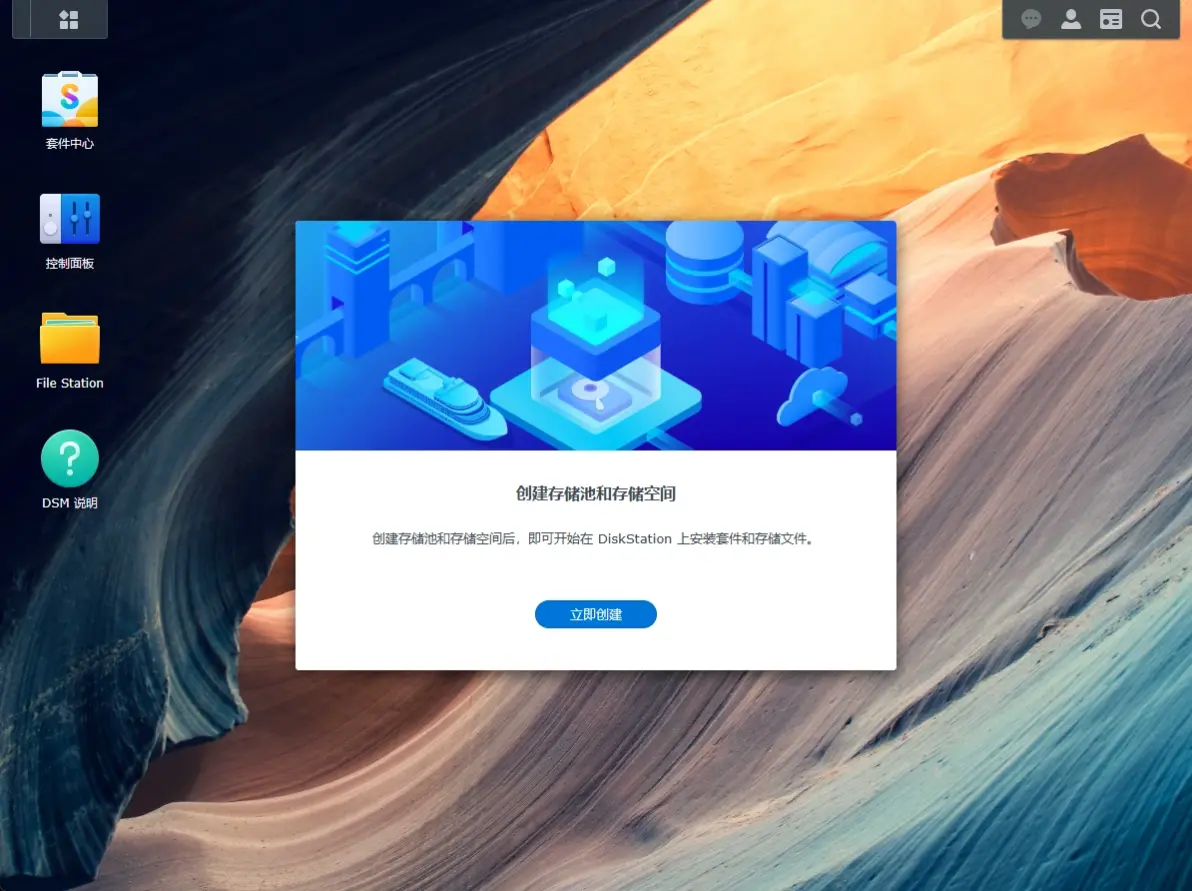 套件中心
控制面板
File Station
DSM 说明
创建存储池和存储空间
创建存储池和存储空间后，即可开始在 DiskStation 上安装套件和存储文件。
立即创建